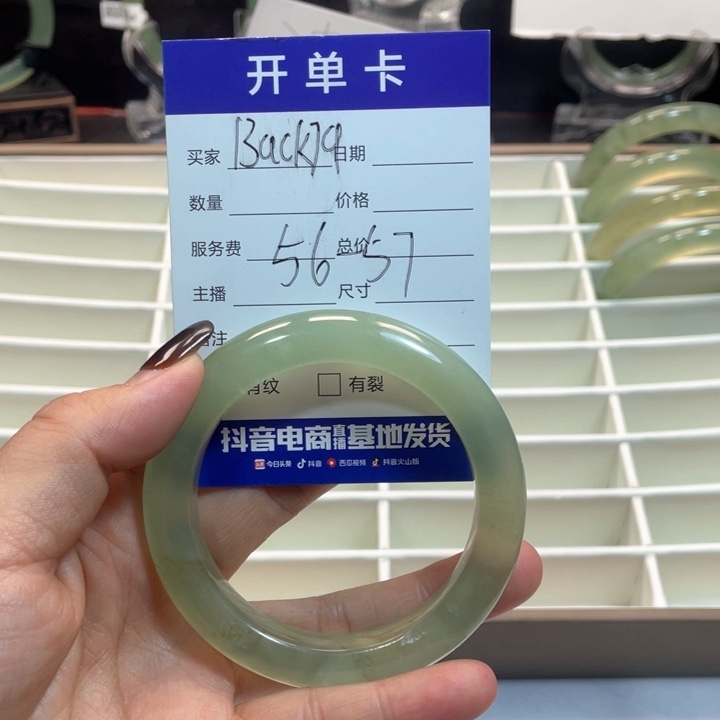 开单卡
买家 Back79 日期
数量 价格
服务费 56-57 总价
主播 尺寸
备注
有纹 □ 有裂
抖音电商直播基地发货
今日头条 抖音 西瓜视频 抖音火山版